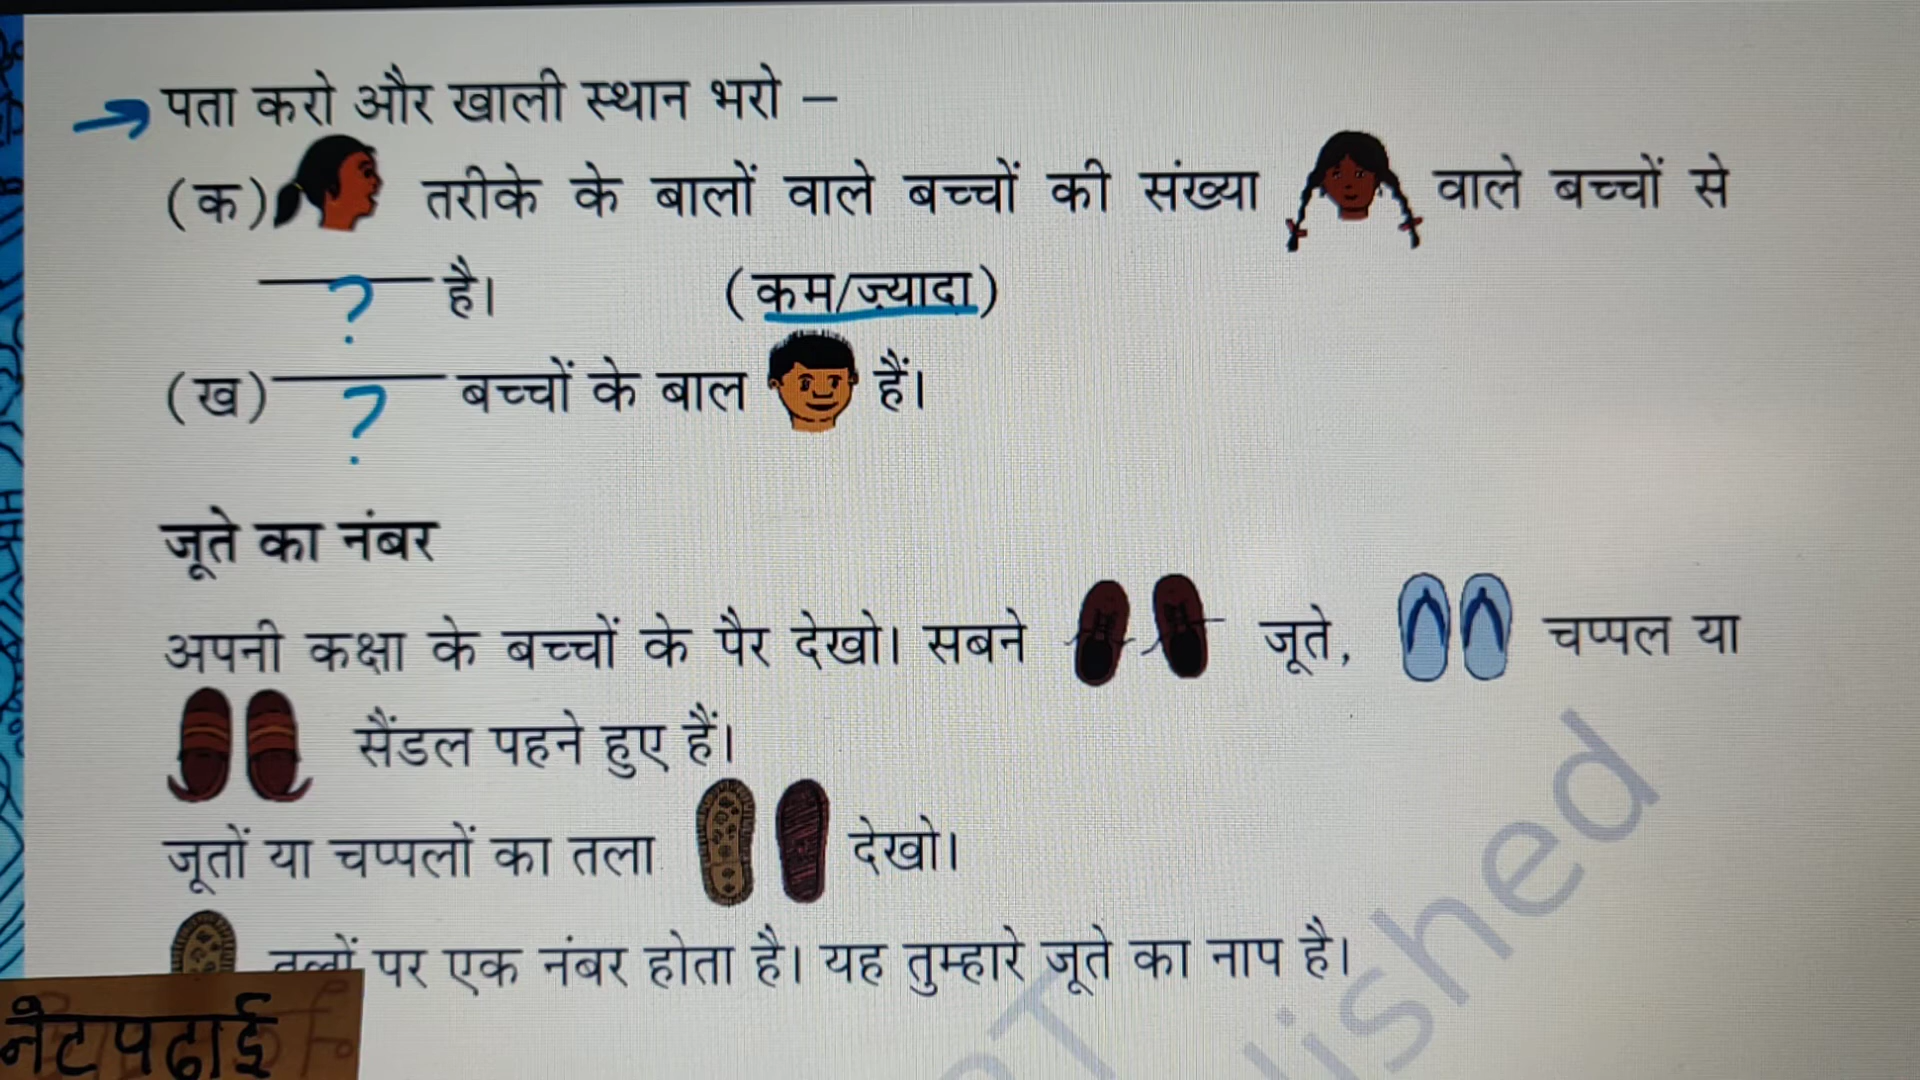 पता करो और खाली स्थान भरो –
(क) तरीके के बालों वाले बच्चों की संख्या वाले बच्चों से
? है। (कम/ज़्यादा)
(ख) ? बच्चों के बाल हैं।
जूते का नंबर
अपनी कक्षा के बच्चों के पैर देखो। सबने जूते, चप्पल या
सैंडल पहने हुए हैं।
जूतों या चप्पलों का तला देखो।
तलों पर एक नंबर होता है। यह तुम्हारे जूते का नाप है।
नेटपढाई